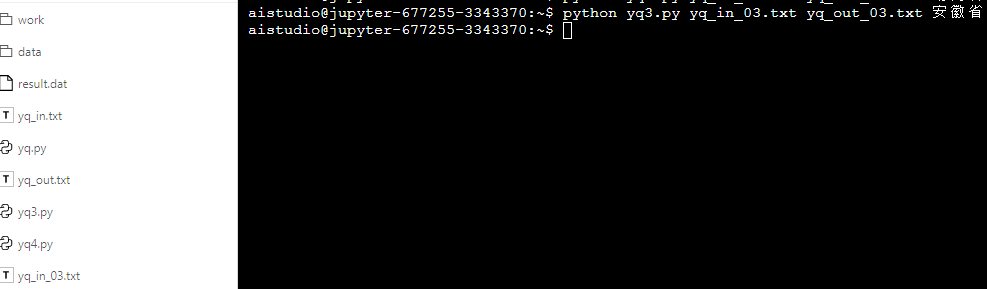 work
data
result.dat
yq_in.txt
yq.py
yq_out.txt
yq3.py
yq4.py
yq_in_03.txt
aistudio@jupyter-677255-3343370:~$ python yq3.py yq_in_03.txt yq_out_03.txt 安徽省
aistudio@jupyter-677255-3343370:~$